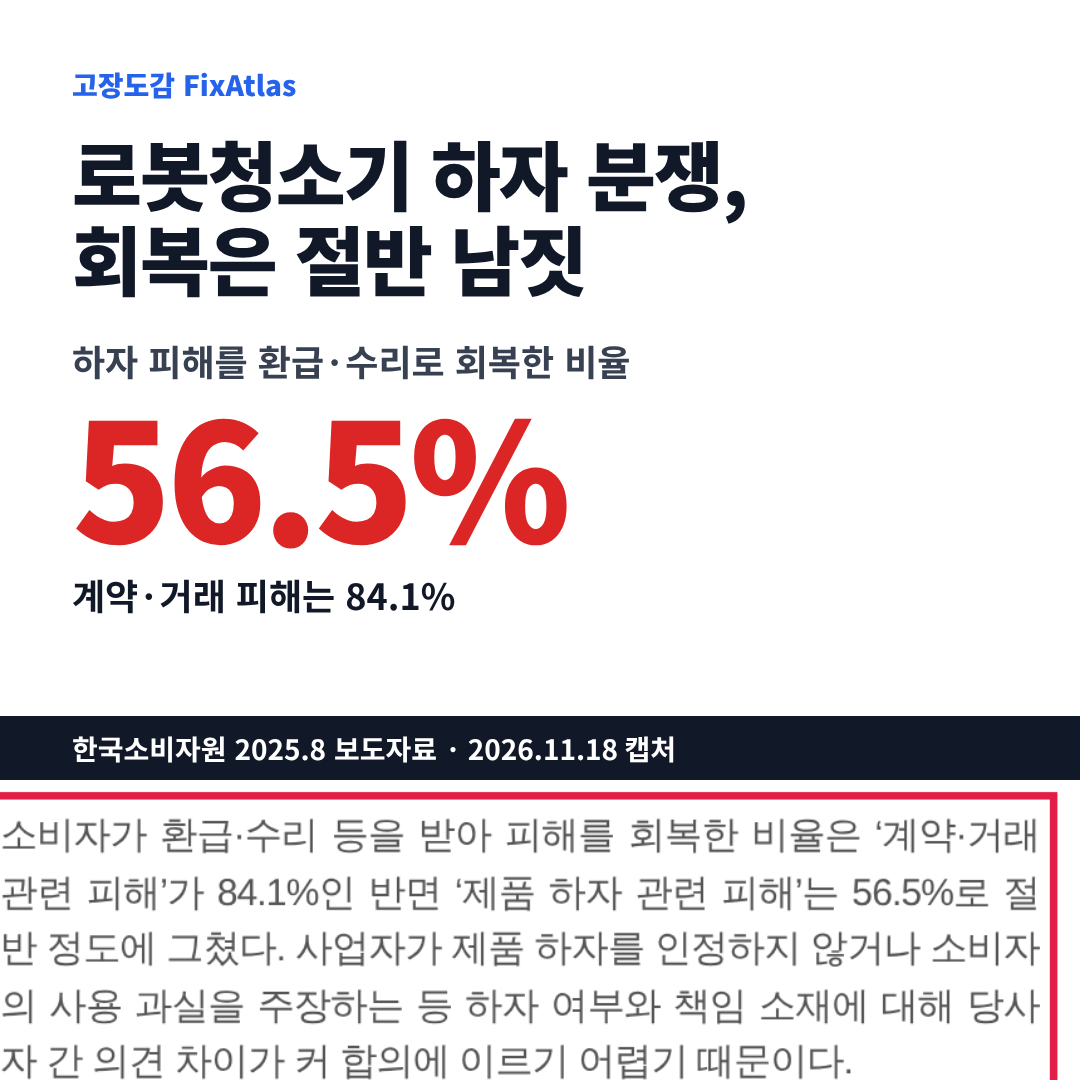 고장도감 FixAtlas
로봇청소기 하자 분쟁,
회복은 절반 남짓
하자 피해를 환급·수리로 회복한 비율
56.5%
계약·거래 피해는 84.1%
한국소비자원 2025.8 보도자료 · 2026.11.18 캡처
소비자가 환급·수리 등을 받아 피해를 회복한 비율은 ‘계약·거래
관련 피해’가 84.1%인 반면 ‘제품 하자 관련 피해’는 56.5%로 절
반 정도에 그쳤다. 사업자가 제품 하자를 인정하지 않거나 소비자
의 사용 과실을 주장하는 등 하자 여부와 책임 소재에 대해 당사
자 간 의견 차이가 커 합의에 이르기 어렵기 때문이다.